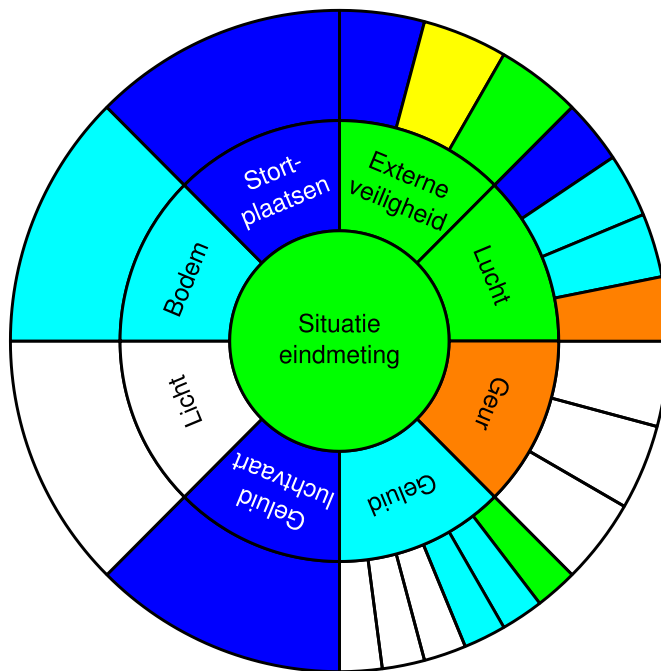 Situatie
eindmeting
Stort-
plaatsen
Externe
veiligheid
Lucht
Geur
Geluid
Geluid
luchtvaart
Licht
Bodem